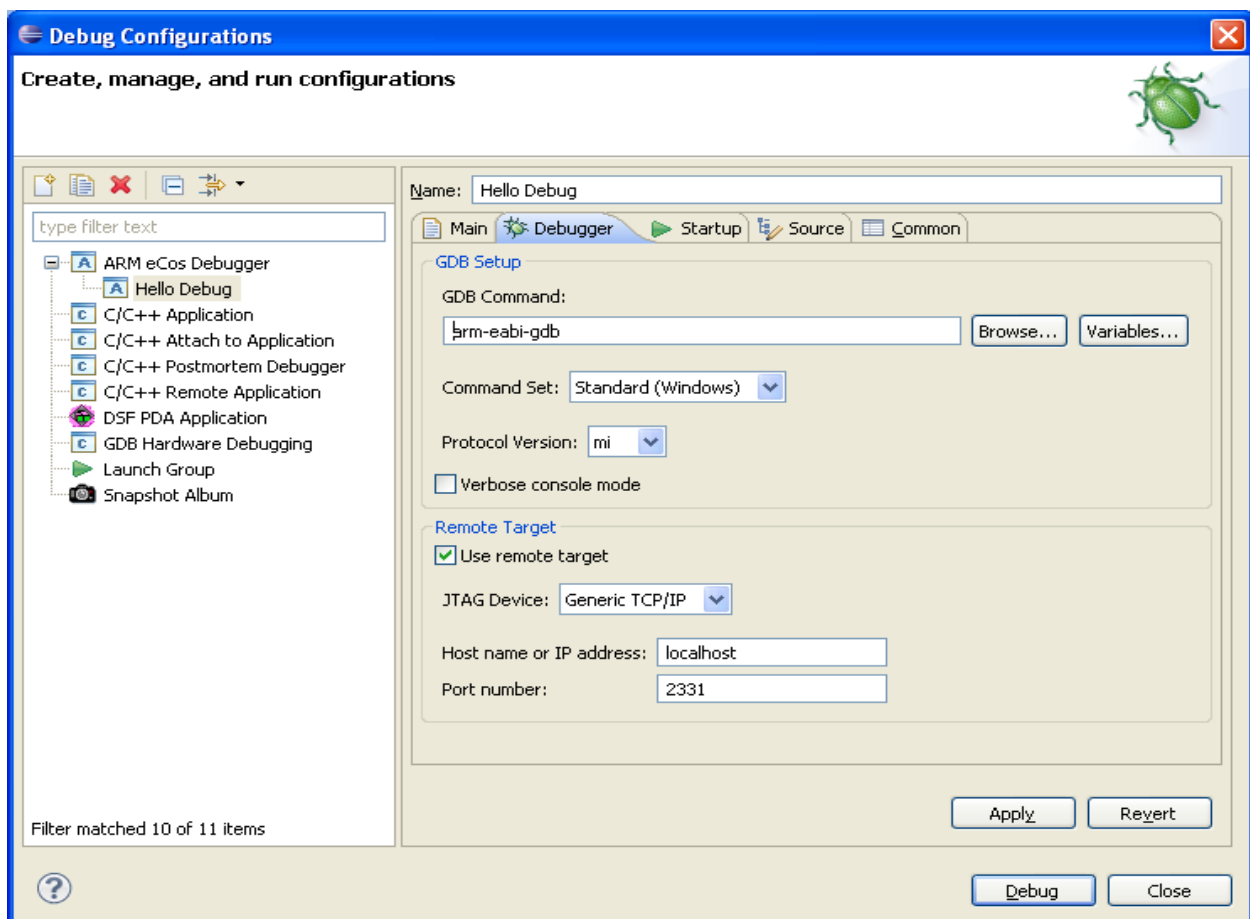 Debug Configurations
Create, manage, and run configurations
type filter text
ARM eCos Debugger
Hello Debug
C/C++ Application
C/C++ Attach to Application
C/C++ Postmortem Debugger
C/C++ Remote Application
DSF PDA Application
GDB Hardware Debugging
Launch Group
Snapshot Album
Filter matched 10 of 11 items
Name: Hello Debug
Main Debugger Startup Source Common
GDB Setup
GDB Command:
arm-eabi-gdb Browse... Variables...
Command Set: Standard (Windows)
Protocol Version: mi
Verbose console mode
Remote Target
Use remote target
JTAG Device: Generic TCP/IP
Host name or IP address: localhost
Port number: 2331
Apply Revert
? Debug Close